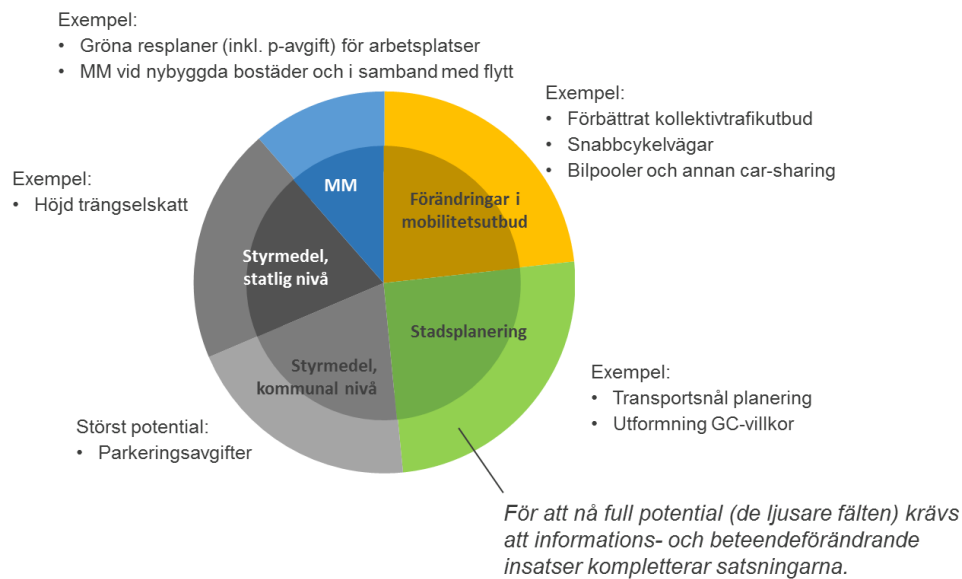 Exempel:
• Gröna resplaner (inkl. p-avgift) för arbetsplatser
• MM vid nybyggda bostäder och i samband med flytt
Exempel:
• Förbättrat kollektivtrafikutbud
• Snabbcykelvägar
• Bilpooler och annan car-sharing
Exempel:
• Höjd trängselskatt
MM
Förändringar i
mobilitetsutbud
Styrmedel,
statlig nivå
Stadsplanering
Styrmedel,
kommunal nivå
Exempel:
• Transportsnål planering
• Utformning GC-villkor
Störst potential:
• Parkeringsavgifter
För att nå full potential (de ljusare fälten) krävs
att informations- och beteendeförändrande
insatser kompletterar satsningarna.